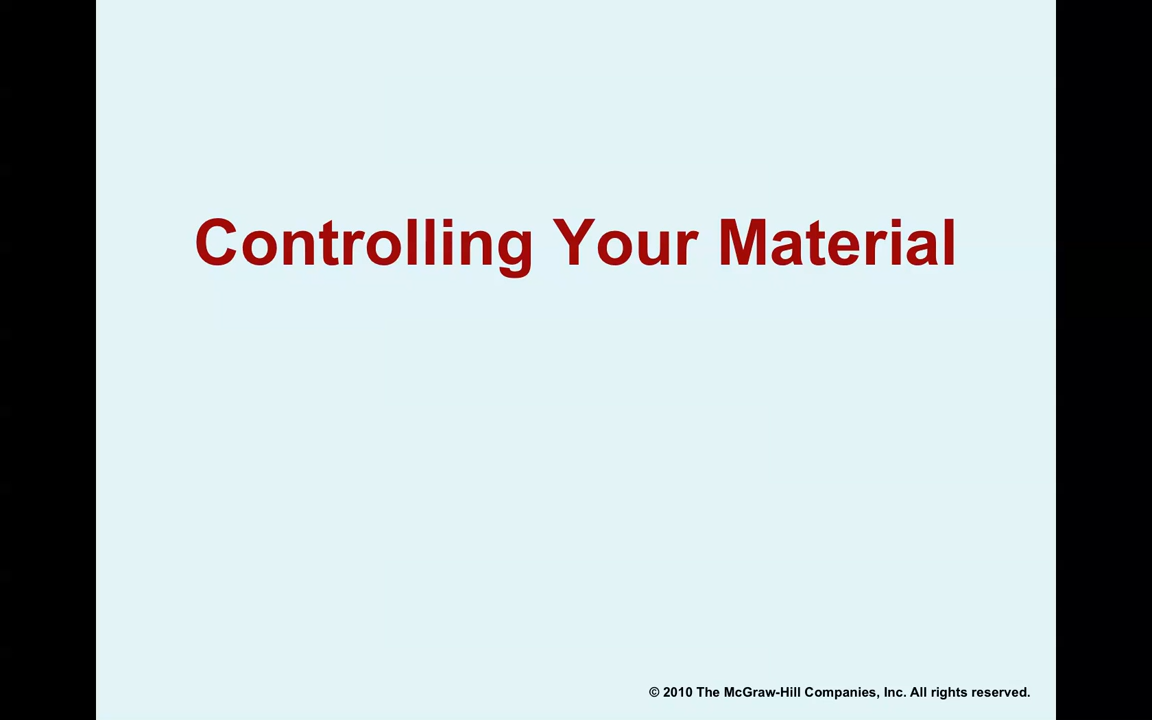 Controlling Your Material
© 2010 The McGraw-Hill Companies, Inc. All rights reserved.